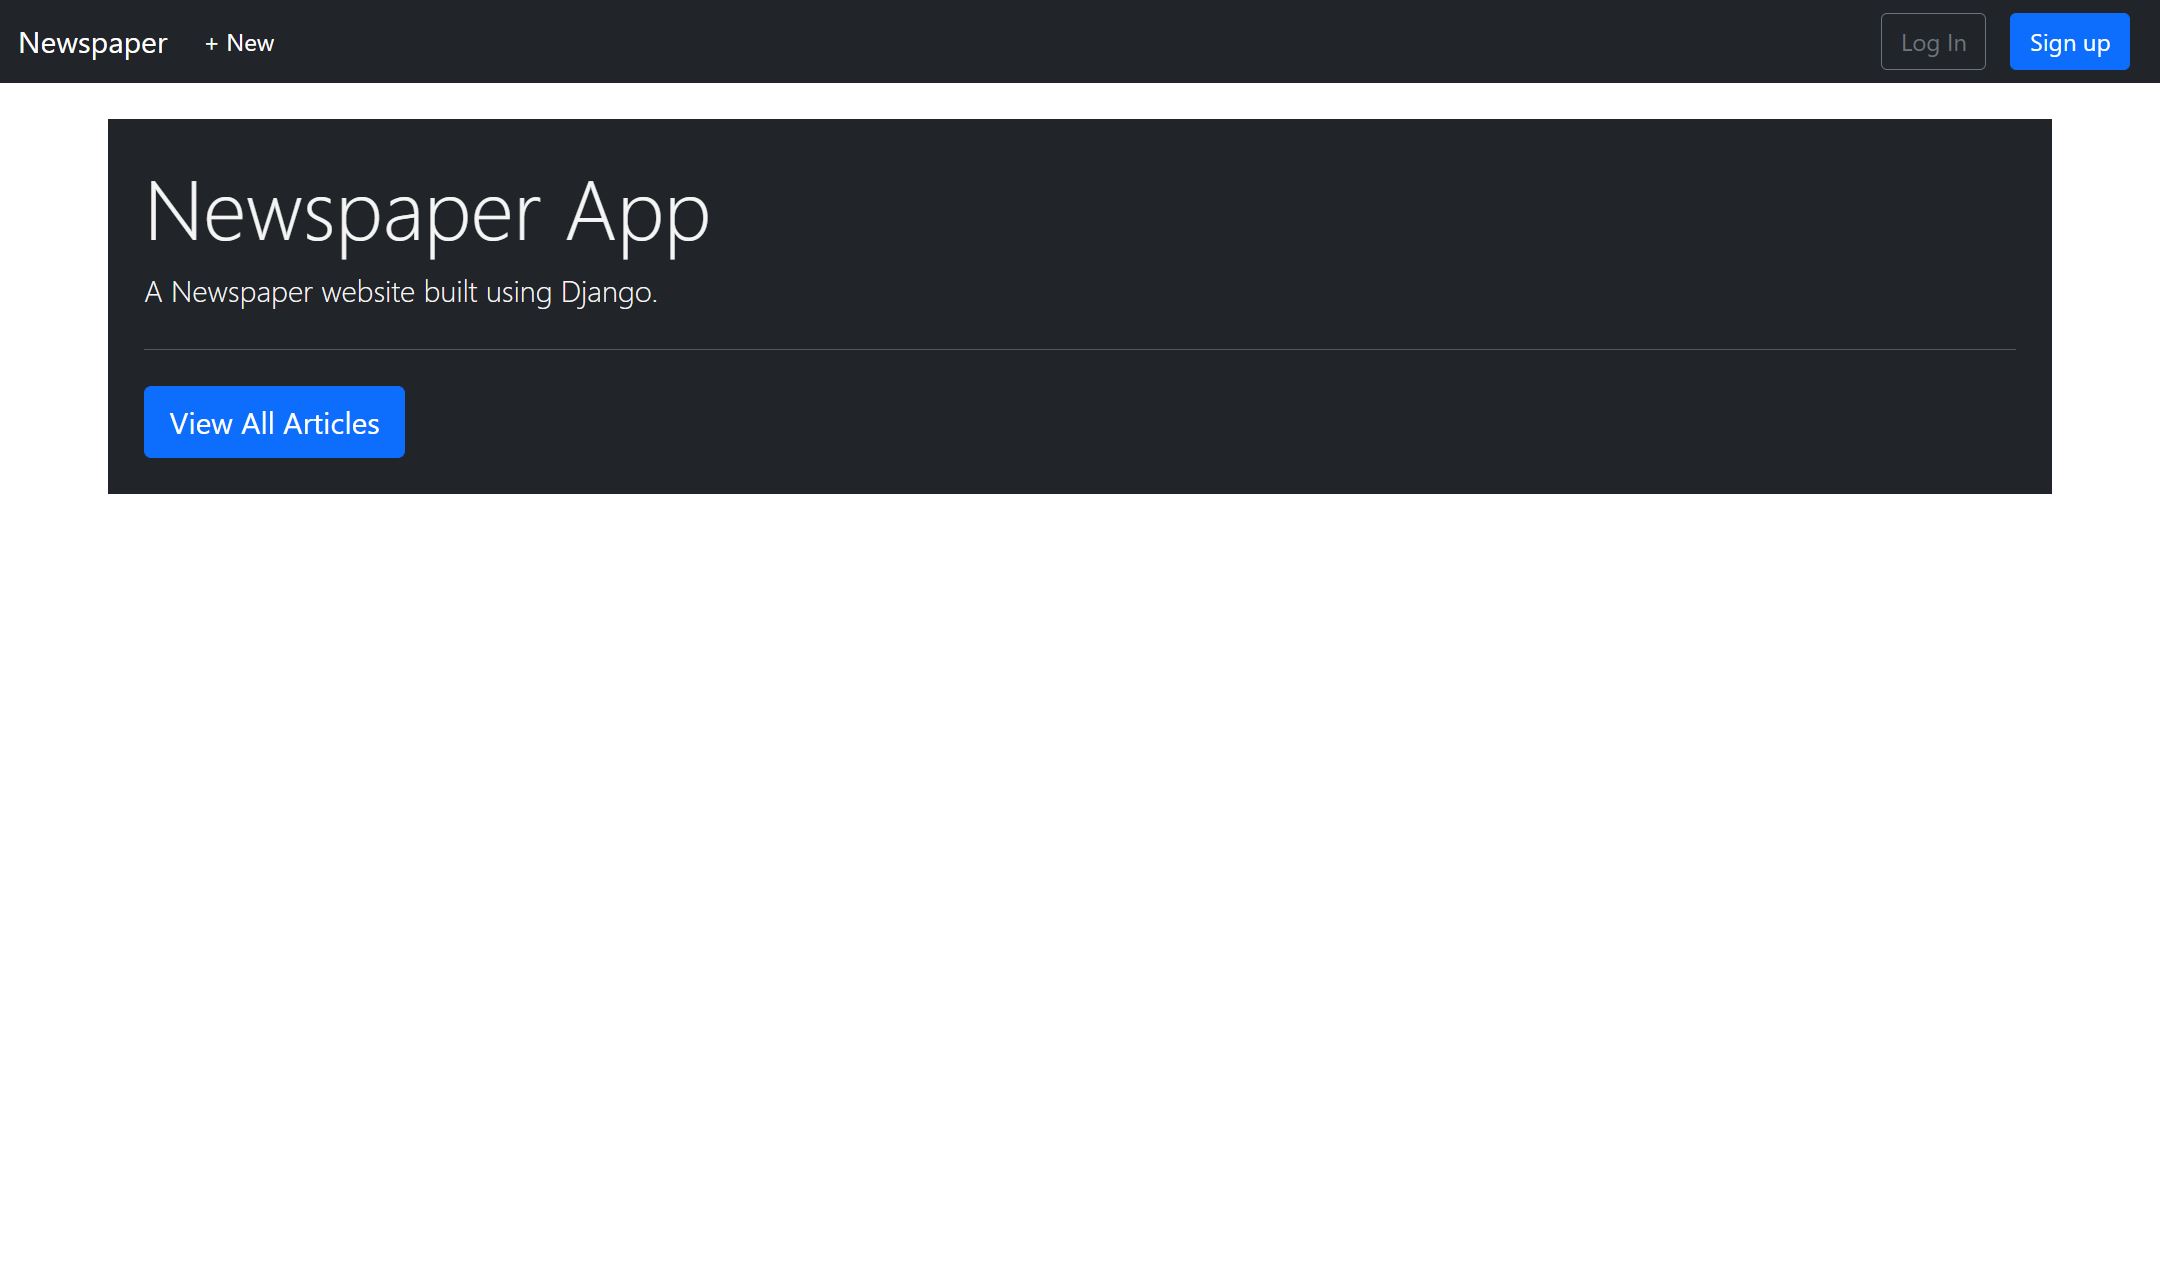 Newspaper + New Log In Sign up
Newspaper App
A Newspaper website built using Django.
View All Articles